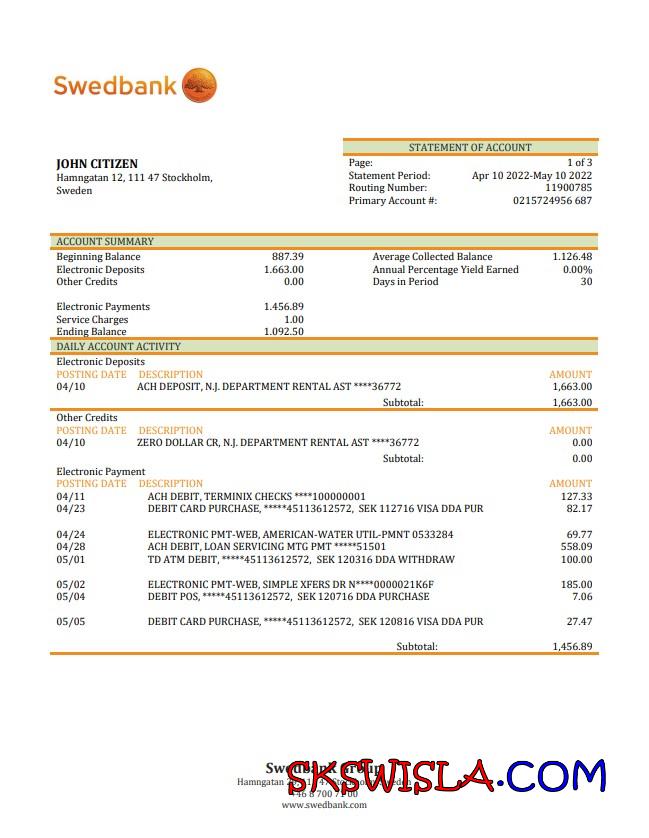 Swedbank
STATEMENT OF ACCOUNT
JOHN CITIZEN
Hamngatan 12, 111 47 Stockholm,
Sweden
Page: 1 of 3
Statement Period: Apr 10 2022-May 10 2022
Routing Number: 11900785
Primary Account #: 0215724956 687
ACCOUNT SUMMARY
Beginning Balance 887.39 Average Collected Balance 1.126.48
Electronic Deposits 1.663.00 Annual Percentage Yield Earned 0.00%
Other Credits 0.00 Days in Period 30
Electronic Payments 1.456.89
Service Charges 1.00
Ending Balance 1.092.50
DAILY ACCOUNT ACTIVITY
Electronic Deposits
POSTING DATE DESCRIPTION AMOUNT
04/10 ACH DEPOSIT, N.J. DEPARTMENT RENTAL AST ****36772 1,663.00
Subtotal: 1,663.00
Other Credits
POSTING DATE DESCRIPTION AMOUNT
04/10 ZERO DOLLAR CR, N.J. DEPARTMENT RENTAL AST ****36772 0.00
Subtotal: 0.00
Electronic Payment
POSTING DATE DESCRIPTION AMOUNT
04/11 ACH DEBIT, TERMINIX CHECKS ****100000001 127.33
04/23 DEBIT CARD PURCHASE, *****45113612572, SEK 112716 VISA DDA PUR 82.17
04/24 ELECTRONIC PMT-WEB, AMERICAN-WATER UTIL-PMNT 0533284 69.77
04/28 ACH DEBIT, LOAN SERVICING MTG PMT *****51501 558.09
05/01 TD ATM DEBIT, *****45113612572, SEK 120316 DDA WITHDRAW 100.00
05/02 ELECTRONIC PMT-WEB, SIMPLE XFERS DR N****0000021K6F 185.00
05/04 DEBIT POS, *****45113612572, SEK 120716 DDA PURCHASE 7.06
05/05 DEBIT CARD PURCHASE, *****45113612572, SEK 120816 VISA DDA PUR 27.47
Subtotal: 1,456.89
Swedbank Group
SKSWISLA.COM
Hamngatan
www.swedbank.com